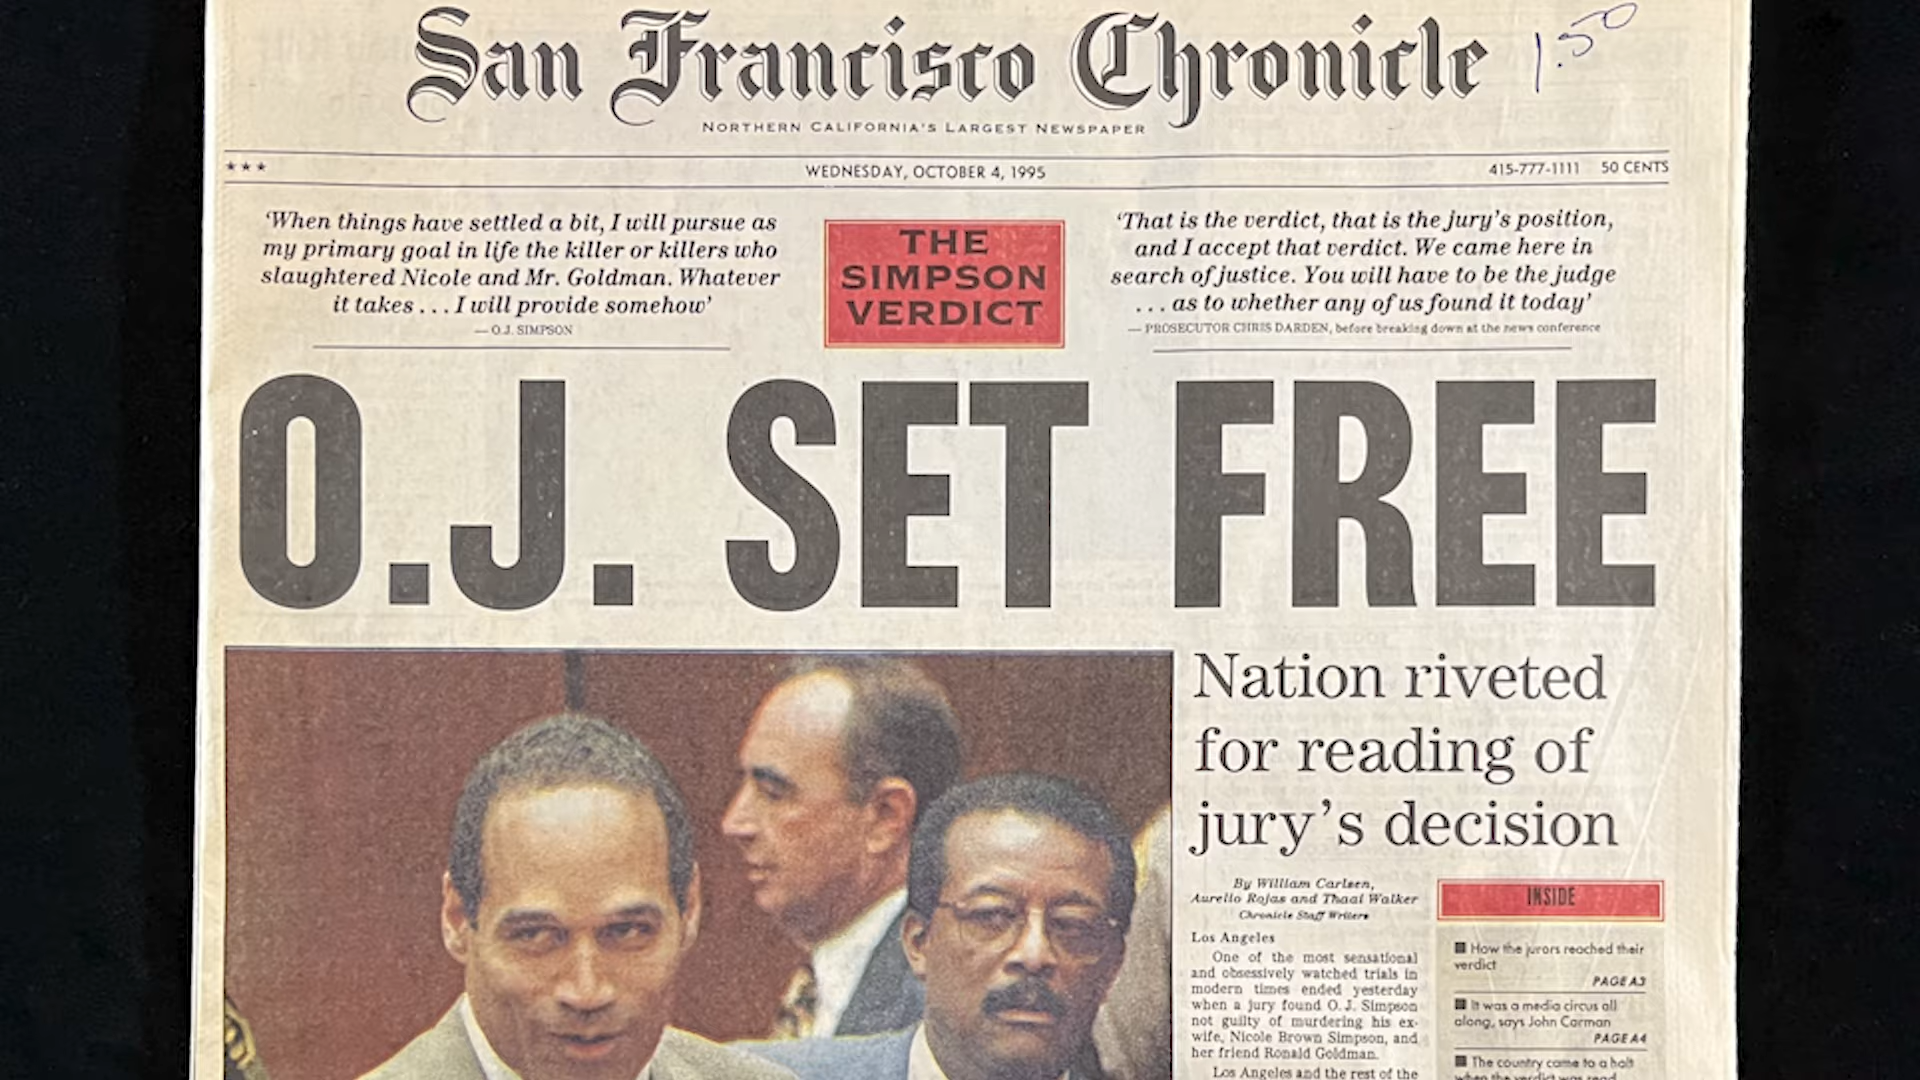 San Francisco Chronicle
1.50
NORTHERN CALIFORNIA'S LARGEST NEWSPAPER
★★★ WEDNESDAY, OCTOBER 4, 1995 415-777-1111 50 CENTS
'When things have settled a bit, I will pursue as
my primary goal in life the killer or killers who
slaughtered Nicole and Mr. Goldman. Whatever
it takes . . . I will provide somehow'
— O.J. SIMPSON
THE
SIMPSON
VERDICT
'That is the verdict, that is the jury's position,
and I accept that verdict. We came here in
search of justice. You will have to be the judge
. . . as to whether any of us found it today'
— PROSECUTOR CHRIS DARDEN, before breaking down at the news conference
O.J. SET FREE
Nation riveted
for reading of
jury's decision
By William Carlsen,
Aurelio Rojas and Thaai Walker
Chronicle Staff Writers
Los Angeles
One of the most sensational
and obsessively watched trials in
modern times ended yesterday
when a jury found O. J. Simpson
not guilty of murdering his ex-
wife, Nicole Brown Simpson, and
her friend Ronald Goldman.
Los Angeles and the rest of the
INSIDE
■ How the jurors reached their
verdict
PAGE A3
■ It was a media circus all
along, says John Carman
PAGE A4
■ The country came to a halt
when the verdict was read